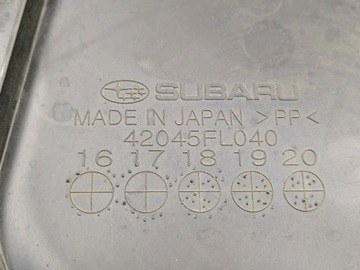 SUBARU
MADE IN JAPAN >PP<
42045FL040
16 17 18 19 20